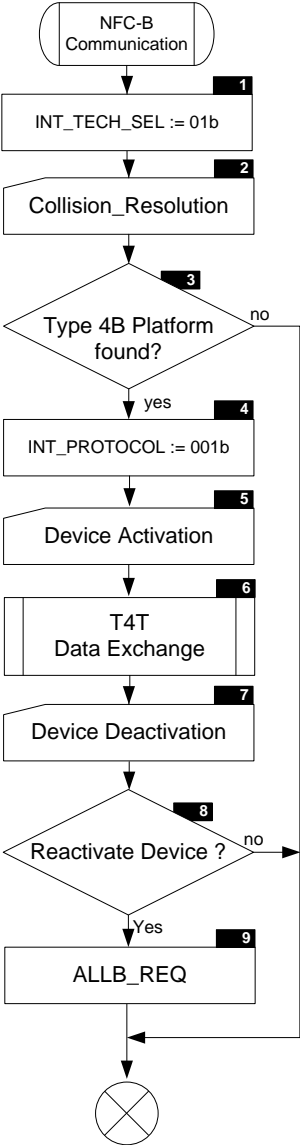 NFC-B
Communication
1
INT_TECH_SEL := 01b
2
Collision_Resolution
3
no
Type 4B Platform
found?
yes
4
INT_PROTOCOL := 001b
5
Device Activation
6
T4T
Data Exchange
7
Device Deactivation
8
no
Reactivate Device ?
Yes
9
ALLB_REQ